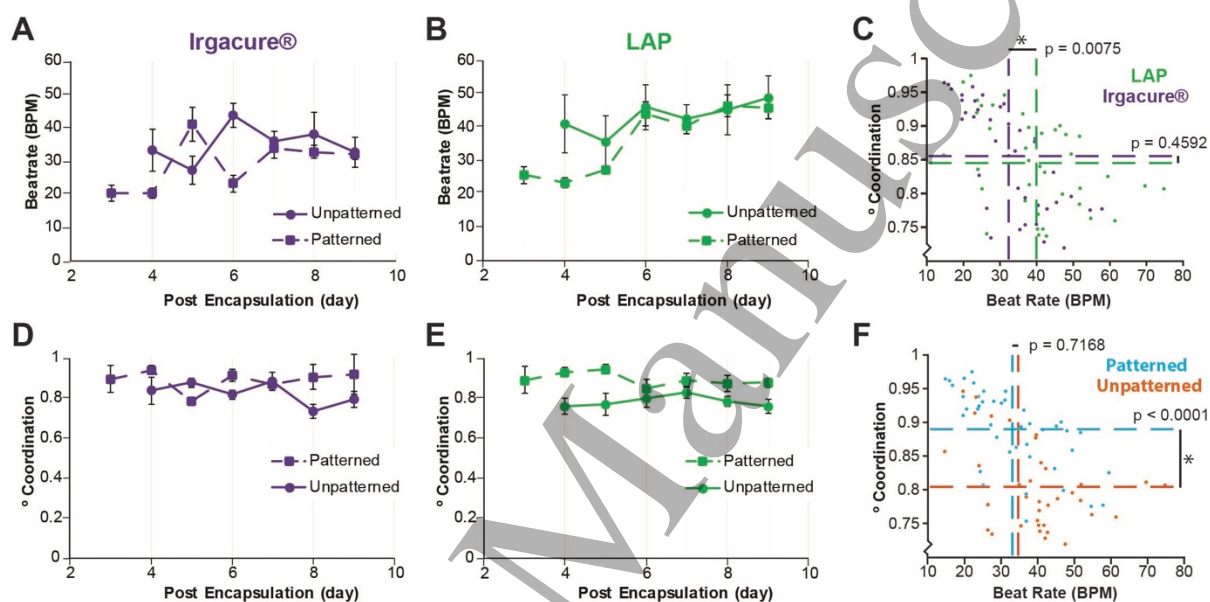 A
Irgacure®
60
50
40
30
20
10
0
Beatrate (BPM)
Unpatterned
Patterned
2
4
6
8
10
Post Encapsulation (day)
B
LAP
60
50
40
30
20
10
0
Beatrate (BPM)
Unpatterned
Patterned
2
4
6
8
10
Post Encapsulation (day)
C
*
p = 0.0075
LAP
Irgacure®
p = 0.4592
1
0.95
0.9
0.85
0.8
0.75
º Coordination
10
20
30
40
50
60
70
80
Beat Rate (BPM)
D
1
0.8
0.6
0.4
0.2
0
º Coordination
Patterned
Unpatterned
2
4
6
8
10
Post Encapsulation (day)
E
1
0.8
0.6
0.4
0.2
0
º Coordination
Patterned
Unpatterned
2
4
6
8
10
Post Encapsulation (day)
F
p = 0.7168
Patterned
Unpatterned
p < 0.0001
*
1
0.95
0.9
0.85
0.8
0.75
º Coordination
10
20
30
40
50
60
70
80
Beat Rate (BPM)
Manusc